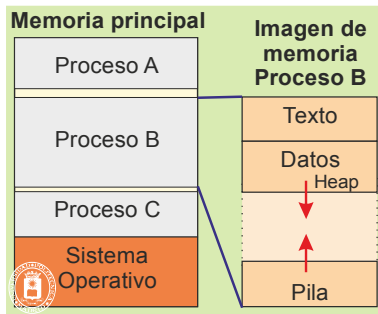 Memoria principal
Proceso A
Proceso B
Proceso C
Sistema
Operativo
Imagen de
memoria
Proceso B
Texto
Datos
Heap
Pila